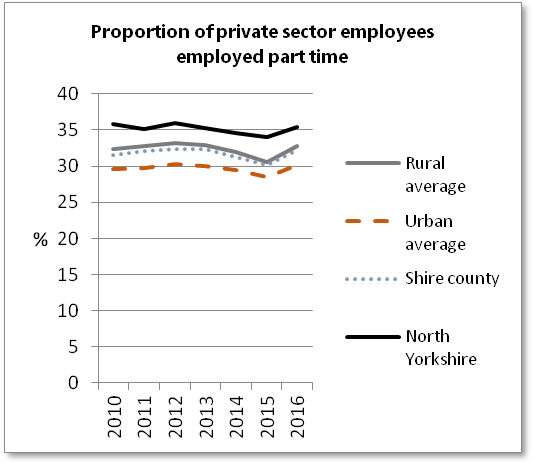 Proportion of private sector employees
employed part time
40
35
30
25
20
15
10
5
0
%
2010
2011
2012
2013
2014
2015
2016
Rural
average
Urban
average
Shire county
North
Yorkshire